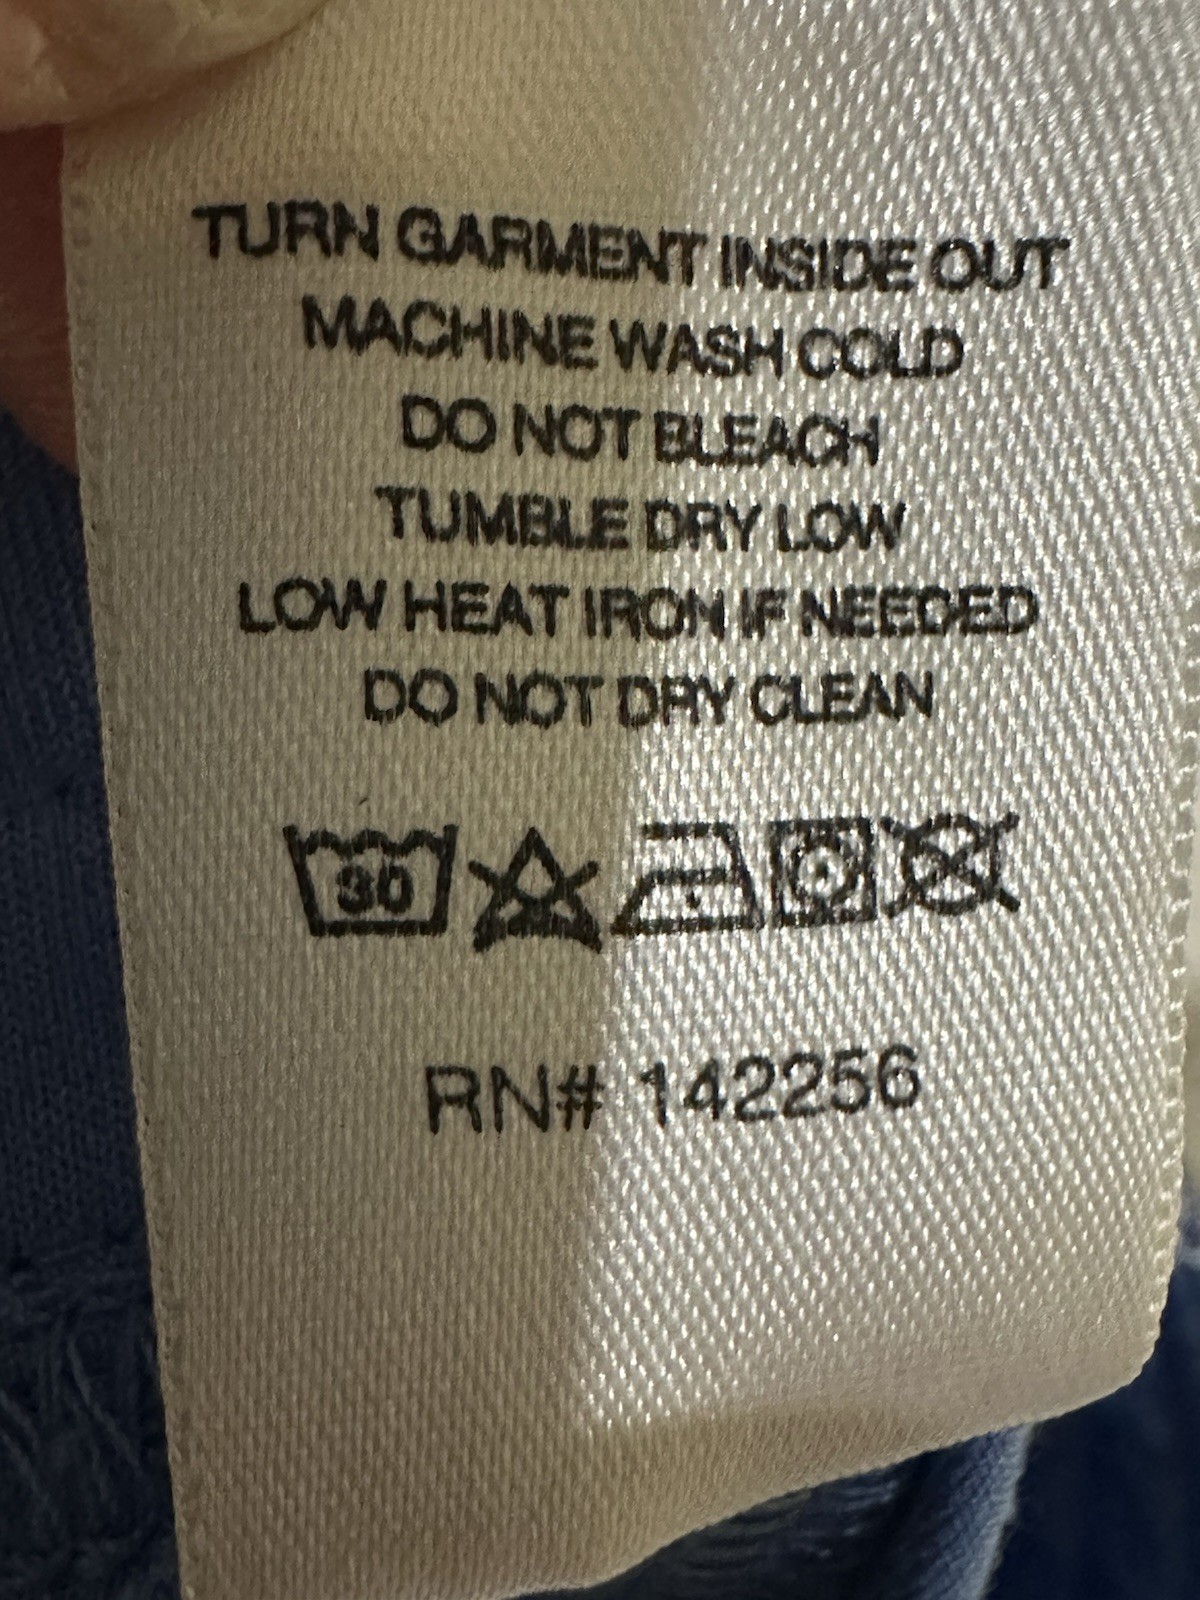 TURN GARMENT INSIDE OUT
MACHINE WASH COLD
DO NOT BLEACH
TUMBLE DRY LOW
LOW HEAT IRON IF NEEDED
DO NOT DRY CLEAN
30
RN# 142256